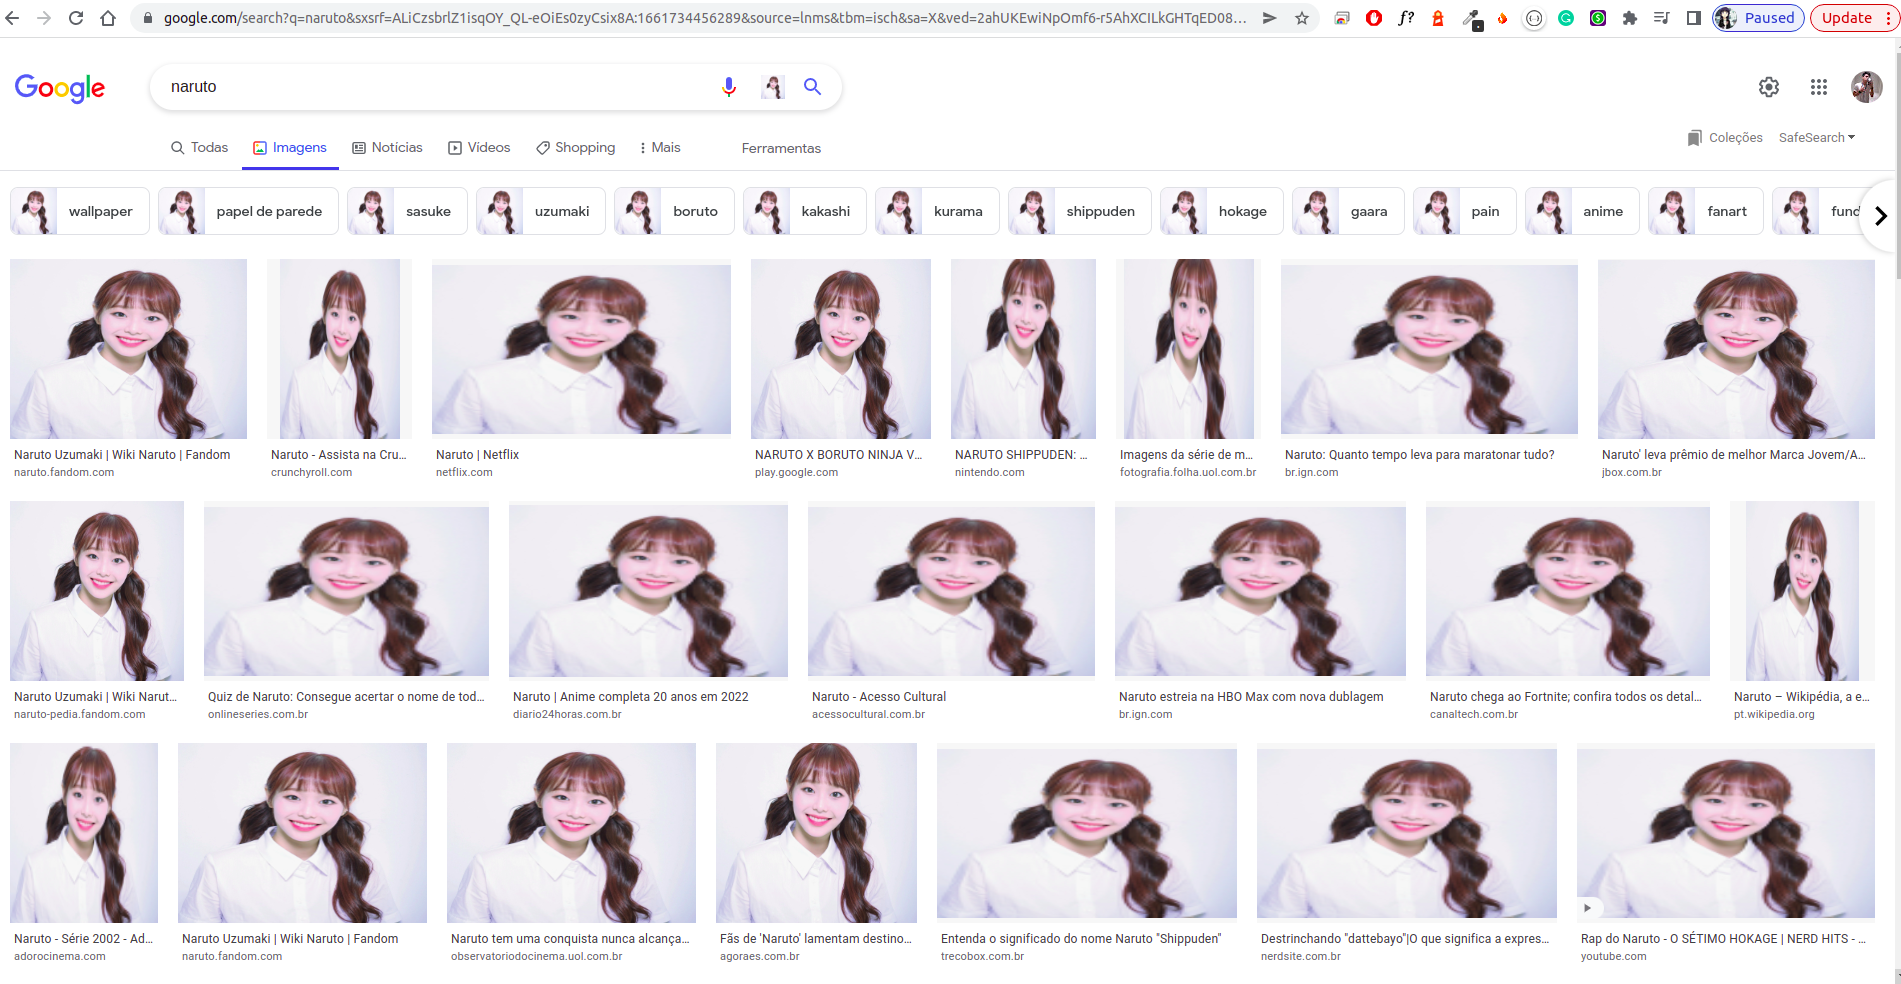 google.com/search?q=naruto&sxsrf=ALiCzsbrlZ1isqOY_QL-eOiEs0zyCsix8A:1661734456289&source=lnms&tbm=isch&sa=X&ved=2ahUKEwiNpOmf6-r5AhXCILkGHTqED08...
f?
Paused
Update
Google
naruto
Todas
Imagens
Notícias
Vídeos
Shopping
Mais
Ferramentas
Coleções
SafeSearch
wallpaper
papel de parede
sasuke
uzumaki
boruto
kakashi
kurama
shippuden
hokage
gaara
pain
anime
fanart
fund
Naruto Uzumaki | Wiki Naruto | Fandom
naruto.fandom.com
Naruto - Assista na Cru...
crunchyroll.com
Naruto | Netflix
netflix.com
NARUTO X BORUTO NINJA V...
play.google.com
NARUTO SHIPPUDEN: ...
nintendo.com
Imagens da série de m...
fotografia.folha.uol.com.br
Naruto: Quanto tempo leva para maratonar tudo?
br.ign.com
Naruto' leva prêmio de melhor Marca Jovem/A...
jbox.com.br
Naruto Uzumaki | Wiki Narut...
naruto-pedia.fandom.com
Quiz de Naruto: Consegue acertar o nome de tod...
onlineseries.com.br
Naruto | Anime completa 20 anos em 2022
diario24horas.com.br
Naruto - Acesso Cultural
acessocultural.com.br
Naruto estreia na HBO Max com nova dublagem
br.ign.com
Naruto chega ao Fortnite; confira todos os detal...
canaltech.com.br
Naruto – Wikipédia, a e...
pt.wikipedia.org
Naruto - Série 2002 - Ad...
adorocinema.com
Naruto Uzumaki | Wiki Naruto | Fandom
naruto.fandom.com
Naruto tem uma conquista nunca alcança...
observatoriodocinema.uol.com.br
Fãs de 'Naruto' lamentam destino...
agoraes.com.br
Entenda o significado do nome Naruto "Shippuden"
trecobox.com.br
Destrinchando "dattebayo"|O que significa a expres...
nerdsite.com.br
Rap do Naruto - O SÉTIMO HOKAGE | NERD HITS - ...
youtube.com